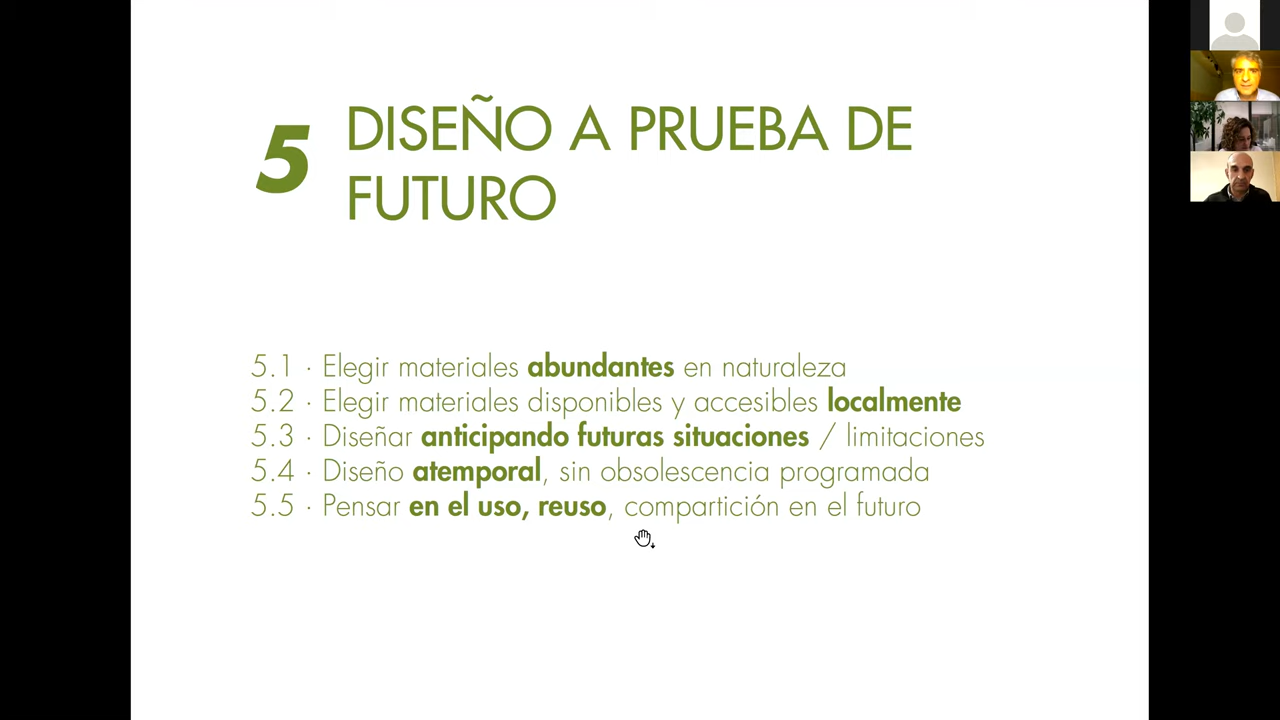 5 DISEÑO A PRUEBA DE
FUTURO
5.1 · Elegir materiales abundantes en naturaleza
5.2 · Elegir materiales disponibles y accesibles localmente
5.3 · Diseñar anticipando futuras situaciones / limitaciones
5.4 · Diseño atemporal, sin obsolescencia programada
5.5 · Pensar en el uso, reuso, compartición en el futuro